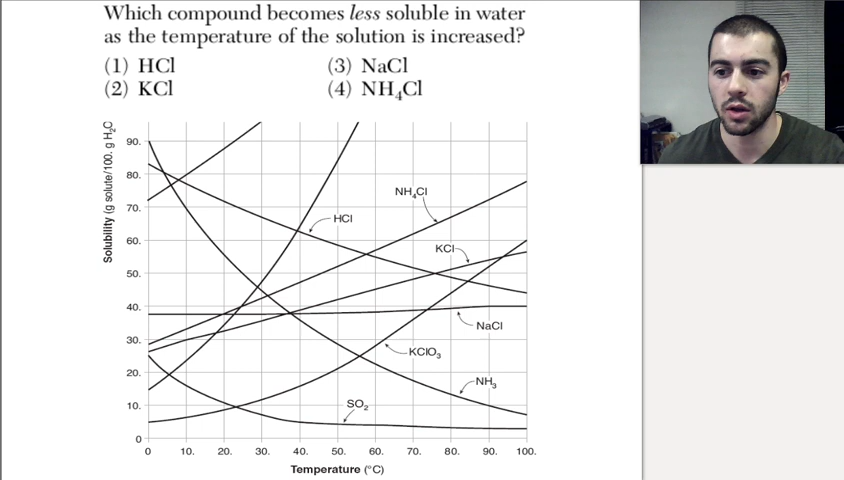 Which compound becomes less soluble in water
as the temperature of the solution is increased?
(1) HCl (3) NaCl
(2) KCl (4) NH₄Cl
Solubility (g solute/100. g H₂C
90.
80.
70.
60.
50.
40.
30.
20.
10.
0
NH₄Cl
HCl
KCl
NaCl
KClO₃
NH₃
SO₂
0 10. 20. 30. 40. 50. 60. 70. 80. 90. 100.
Temperature (°C)